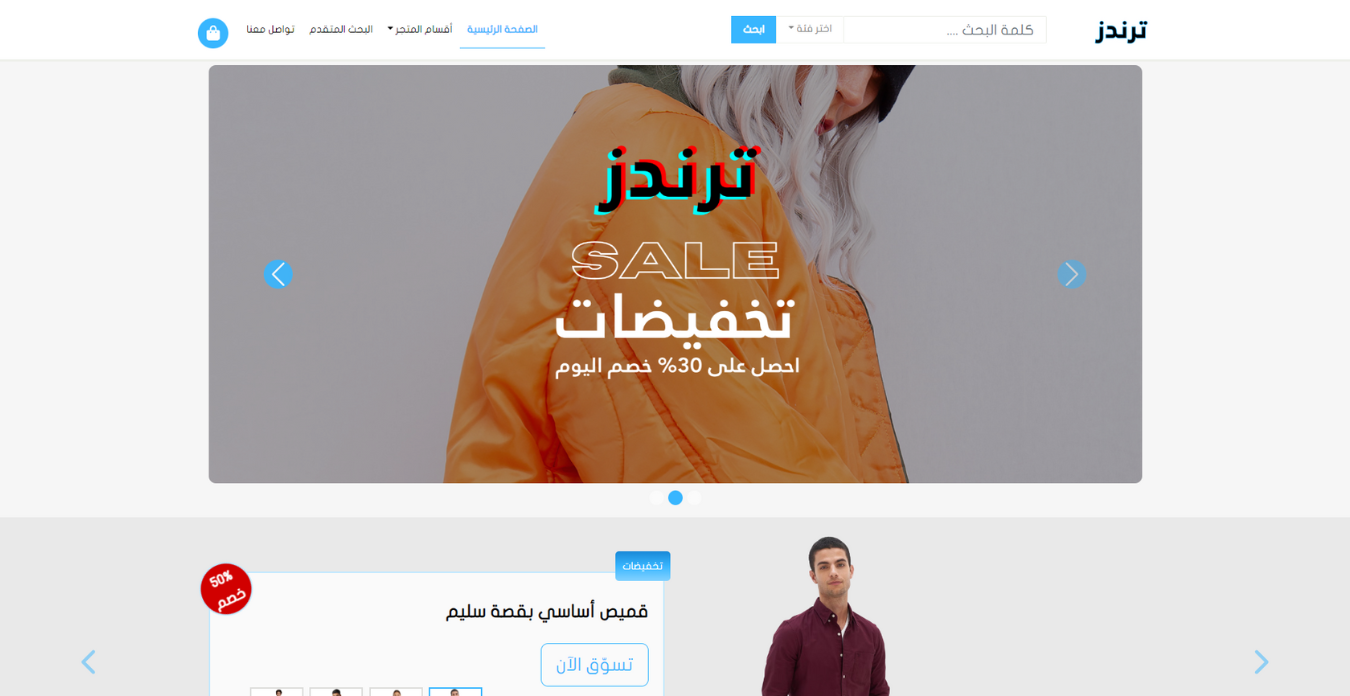 ترندز
كلمة البحث ....
اختر فئة
ابحث
الصفحة الرئيسية
أقسام المتجر
البحث المتقدم
تواصل معنا
ترندز
SALE
تخفيضات
احصل على 30% خصم اليوم
تخفيضات
50%
خصم
قميص أساسي بقصة سليم
تسوّق الآن